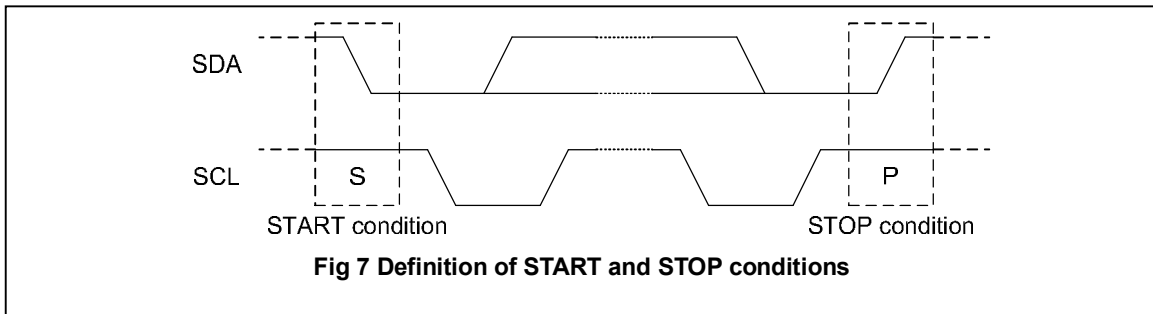 SDA
SCL
S
P
START condition
STOP condition
Fig 7 Definition of START and STOP conditions